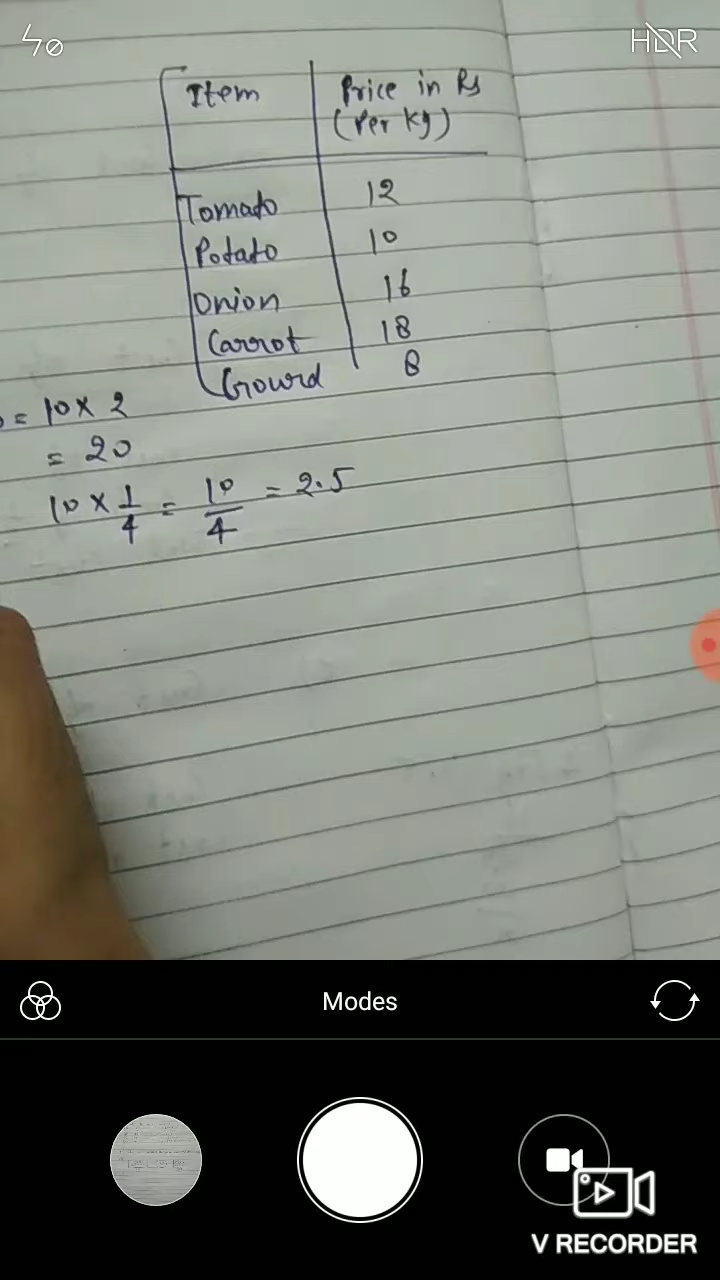 HDR
Item Price in Rs
(Per Kg)
Tomato 12
Potato 10
Onion 16
Carrot 18
Gourd 8
= 10 × 2
= 20
10 × 1/4 = 10/4 = 2.5
Modes
V RECORDER